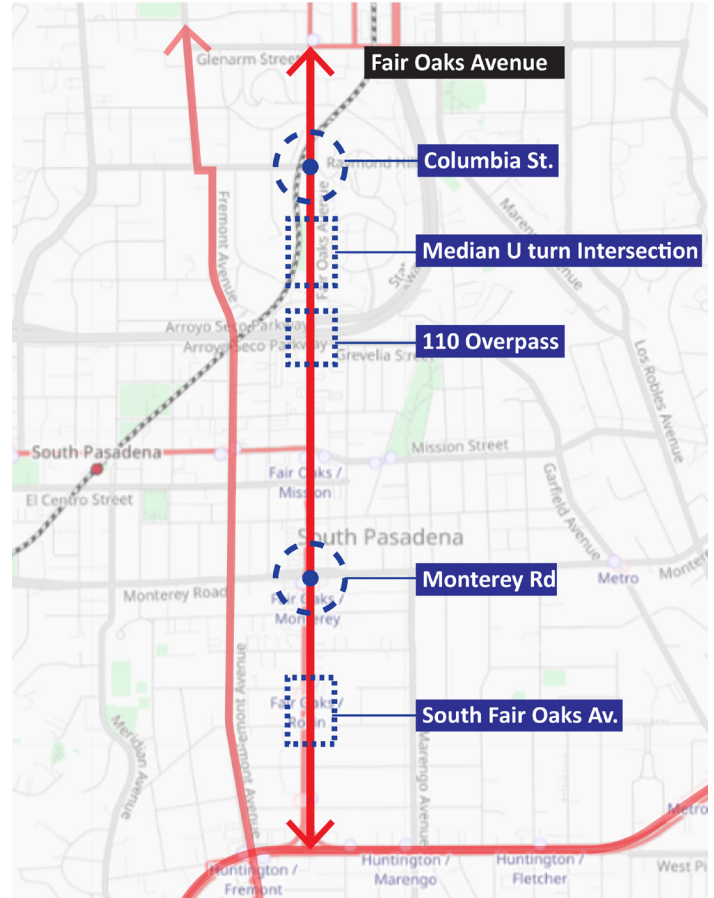 Glenarm Street
Fair Oaks Avenue
Columbia St.
Raymond Hill
Fremont Avenue
Fair Oaks Avenue
Marengo Avenue
Median U turn Intersection
Arroyo Seco Parkway
Arroyo Seco Parkway
110 Overpass
Grevelia Street
Los Robles Avenue
South Pasadena
Mission Street
Fair Oaks /
Mission
El Centro Street
Garfield Avenue
South Pasadena
Monterey Rd
Metro
Monterey
Monterey Road
Fair Oaks /
Monterey
Fair Oaks /
Rollin
South Fair Oaks Av.
Meridian Avenue
Fremont Avenue
Marengo Avenue
Metro
Huntington /
Fremont
Huntington /
Marengo
Huntington /
Fletcher
West Pi